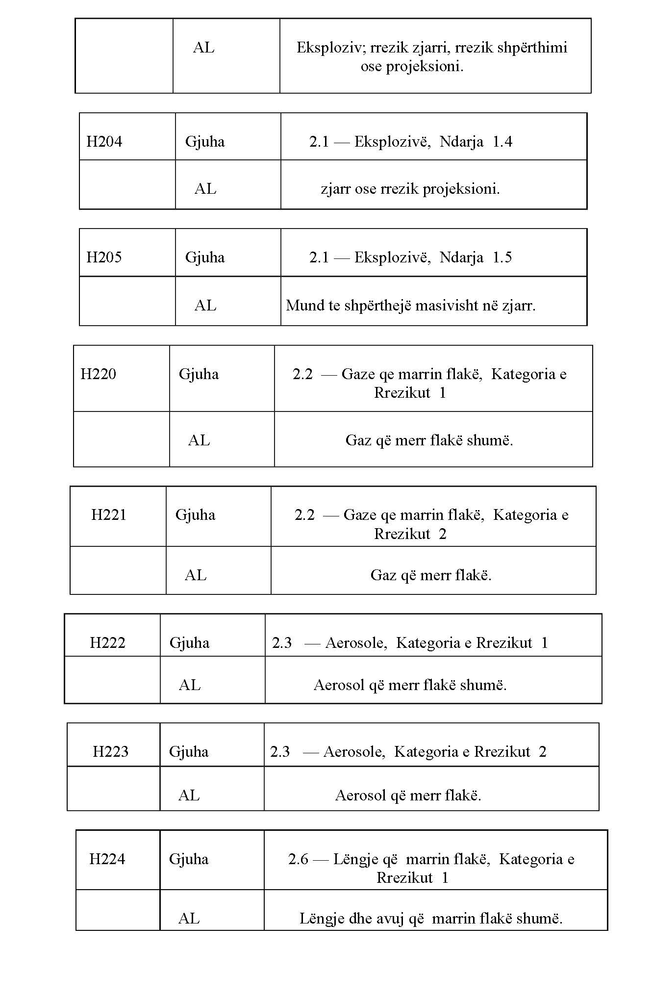 AL Eksploziv; rrezik zjarri, rrezik shpërthimi
ose projeksioni.
H204 Gjuha 2.1 — Eksplozivë, Ndarja 1.4
AL zjarr ose rrezik projeksioni.
H205 Gjuha 2.1 — Eksplozivë, Ndarja 1.5
AL Mund te shpërthejë masivisht në zjarr.
H220 Gjuha 2.2 — Gaze qe marrin flakë, Kategoria e
Rrezikut 1
AL Gaz që merr flakë shumë.
H221 Gjuha 2.2 — Gaze qe marrin flakë, Kategoria e
Rrezikut 2
AL Gaz që merr flakë.
H222 Gjuha 2.3 — Aerosole, Kategoria e Rrezikut 1
AL Aerosol që merr flakë shumë.
H223 Gjuha 2.3 — Aerosole, Kategoria e Rrezikut 2
AL Aerosol që merr flakë.
H224 Gjuha 2.6 — Lëngje që marrin flakë, Kategoria e
Rrezikut 1
AL Lëngje dhe avuj që marrin flakë shumë.